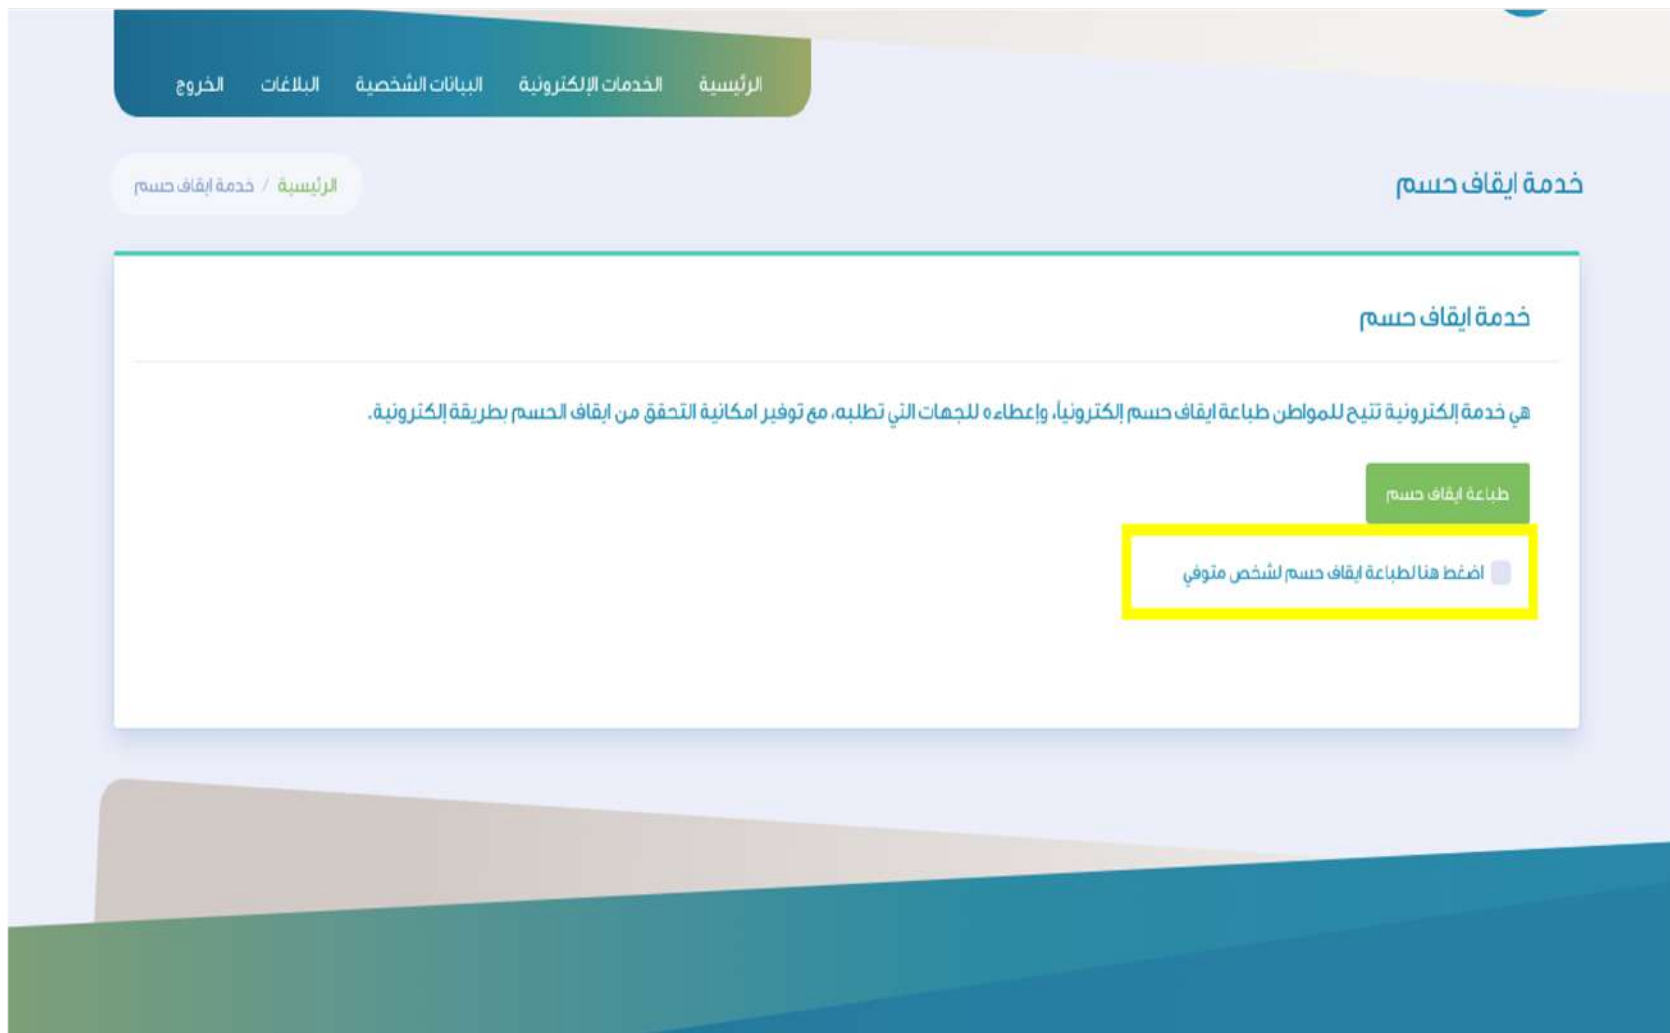 الرئيسية الخدمات الإلكترونية البيانات الشخصية البلاغات الخروج
خدمة ايقاف حسم
الرئيسية / خدمة ايقاف حسم
خدمة ايقاف حسم
هي خدمة إلكترونية تتيح للمواطن طباعة ايقاف حسم إلكترونياً، وإعطاءه للجهات التي تطلبه، مع توفير امكانية التحقق من ايقاف الحسم بطريقة إلكترونية.
طباعة ايقاف حسم
اضغط هنا لطباعة ايقاف حسم لشخص متوفي